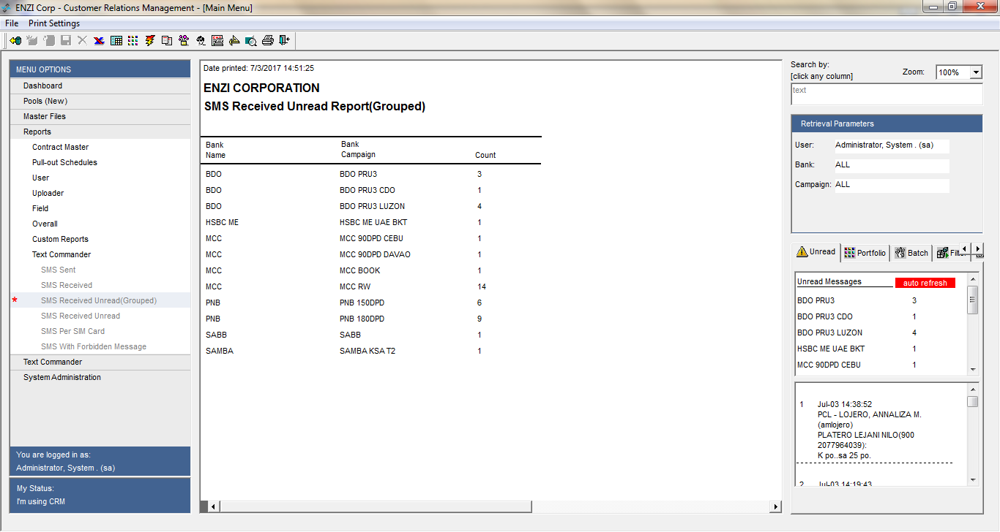 ENZI Corp - Customer Relations Management - [Main Menu]
File Print Settings
MENU OPTIONS
Dashboard
Pools (New)
Master Files
Reports
Contract Master
Pull-out Schedules
User
Uploader
Field
Overall
Custom Reports
Text Commander
SMS Sent
SMS Received
* SMS Received Unread(Grouped)
SMS Received Unread
SMS Per SIM Card
SMS With Forbidden Message
Text Commander
System Administration
You are logged in as:
Administrator, System . (sa)
My Status:
I'm using CRM
Date printed: 7/3/2017 14:51:25
ENZI CORPORATION
SMS Received Unread Report(Grouped)
Bank Bank
Name Campaign Count
BDO BDO PRU3 3
BDO BDO PRU3 CDO 1
BDO BDO PRU3 LUZON 4
HSBC ME HSBC ME UAE BKT 1
MCC MCC 90DPD CEBU 1
MCC MCC 90DPD DAVAO 1
MCC MCC BOOK 1
MCC MCC RW 14
PNB PNB 150DPD 6
PNB PNB 180DPD 9
SABB SABB 1
SAMBA SAMBA KSA T2 1
Search by:
[click any column]
Zoom: 100%
text
Retrieval Parameters
User: Administrator, System . (sa)
Bank: ALL
Campaign: ALL
Unread Portfolio Batch
Unread Messages auto refresh
BDO PRU3 3
BDO PRU3 CDO 1
BDO PRU3 LUZON 4
HSBC ME UAE BKT 1
MCC 90DPD CEBU 1
1 Jul-03 14:38:52
PCL - LOJERO, ANNALIZA M.
(amlojero)
PLATERO LEJANI NILO(900
2077964039):
K po..sa 25 po.
2 Jul-03 14:19:43